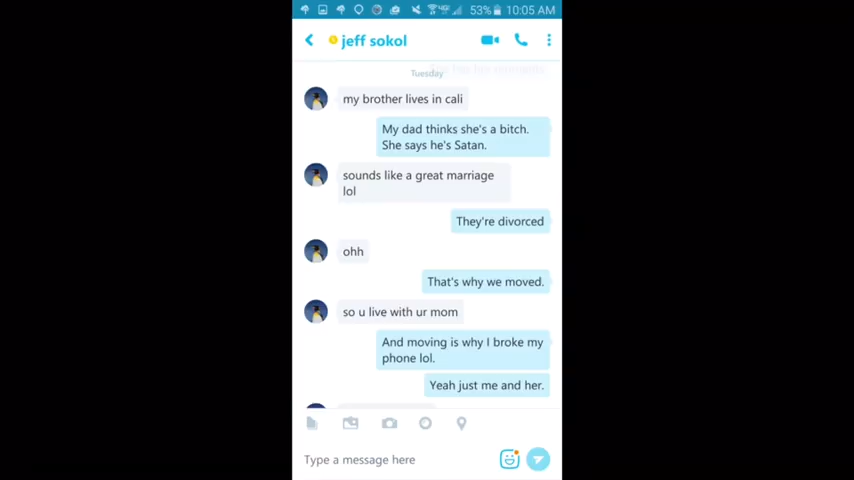 53% 10:05 AM
jeff sokol
Tuesday
my brother lives in cali
My dad thinks she's a bitch.
She says he's Satan.
sounds like a great marriage
lol
They're divorced
ohh
That's why we moved.
so u live with ur mom
And moving is why I broke my
phone lol.
Yeah just me and her.
Type a message here